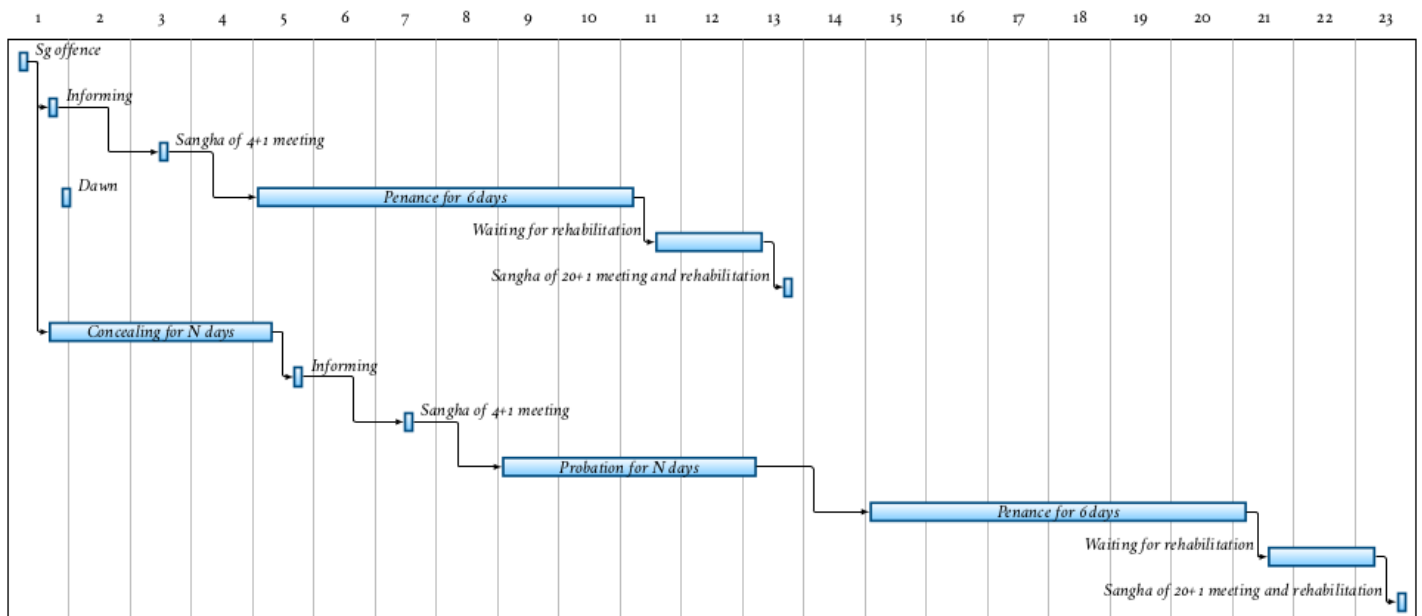 1 2 3 4 5 6 7 8 9 10 11 12 13 14 15 16 17 18 19 20 21 22 23
Sg offence
Informing
Sangha of 4+1 meeting
Dawn
Penance for 6 days
Waiting for rehabilitation
Sangha of 20+1 meeting and rehabilitation
Concealing for N days
Informing
Sangha of 4+1 meeting
Probation for N days
Penance for 6 days
Waiting for rehabilitation
Sangha of 20+1 meeting and rehabilitation